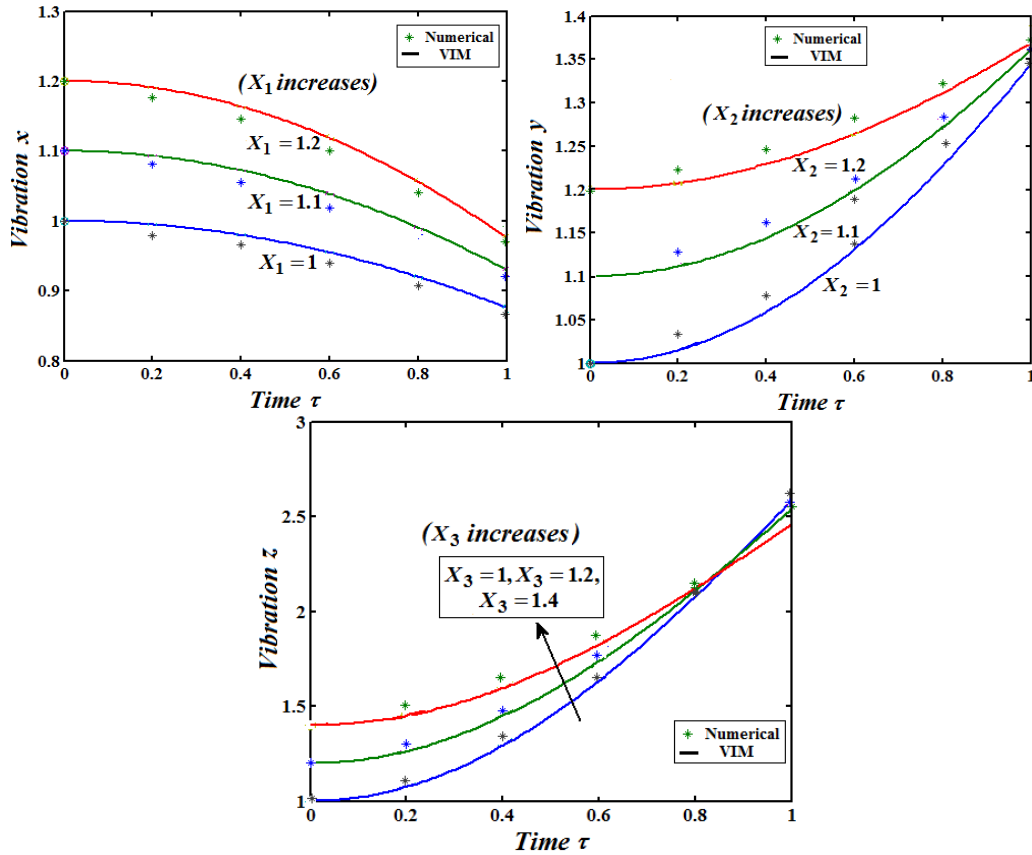 1.3
1.2
1.1
1
0.9
0.8
0
0.2
0.4
0.6
0.8
1
Vibration x
Time τ
Numerical
VIM
(X1 increases)
X1 = 1.2
X1 = 1.1
X1 = 1
1.4
1.35
1.3
1.25
1.2
1.15
1.1
1.05
1
0
0.2
0.4
0.6
0.8
1
Vibration y
Time τ
Numerical
VIM
(X2 increases)
X2 = 1.2
X2 = 1.1
X2 = 1
3
2.5
2
1.5
1
0
0.2
0.4
0.6
0.8
1
Vibration z
Time τ
(X3 increases)
X3 = 1, X3 = 1.2,
X3 = 1.4
Numerical
VIM